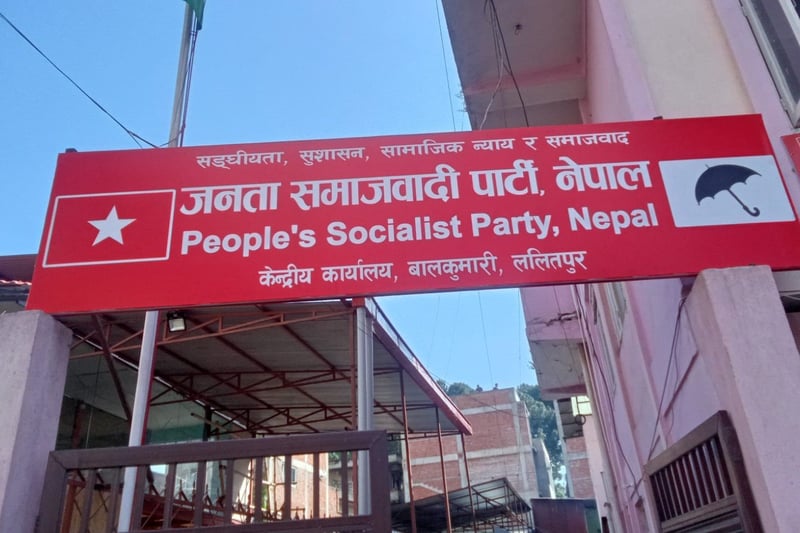 सङ्घीयता, सुशासन, सामाजिक न्याय र समाजवाद
जनता समाजवादी पार्टी, नेपाल
People's Socialist Party, Nepal
केन्द्रीय कार्यालय, बालकुमारी, ललितपुर